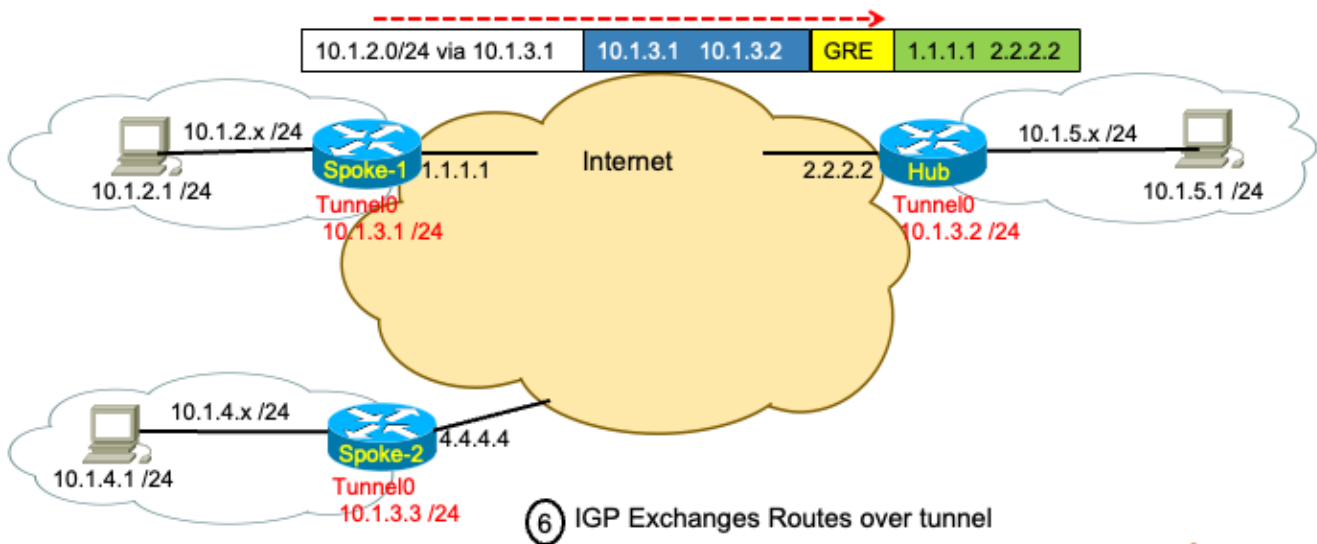 10.1.2.0/24 via 10.1.3.1
10.1.3.1 10.1.3.2
GRE
1.1.1.1 2.2.2.2
10.1.2.x /24
10.1.2.1 /24
Spoke-1
1.1.1.1
Tunnel0
10.1.3.1 /24
Internet
2.2.2.2
Hub
Tunnel0
10.1.3.2 /24
10.1.5.x /24
10.1.5.1 /24
10.1.4.x /24
10.1.4.1 /24
Spoke-2
4.4.4.4
Tunnel0
10.1.3.3 /24
6 IGP Exchanges Routes over tunnel